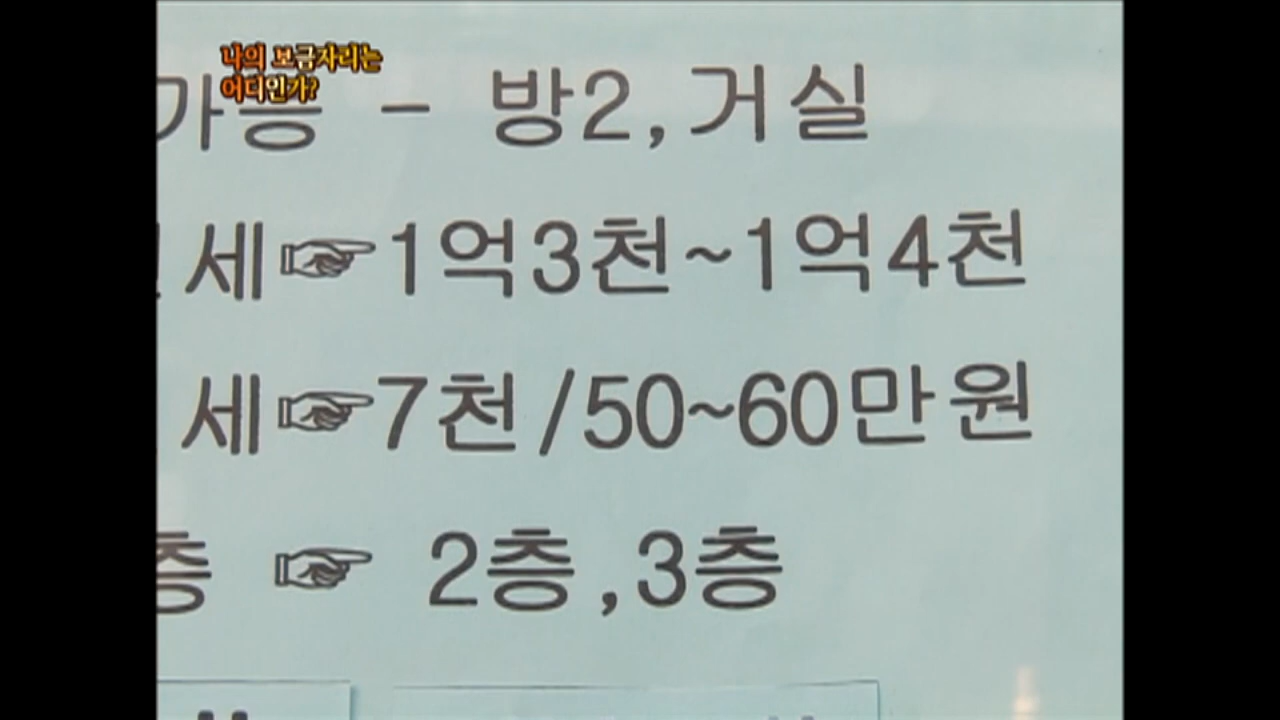 나의 보금자리는
어디인가?
가능 - 방2,거실
세☞1억3천~1억4천
세☞7천/50~60만원
층 ☞ 2층,3층